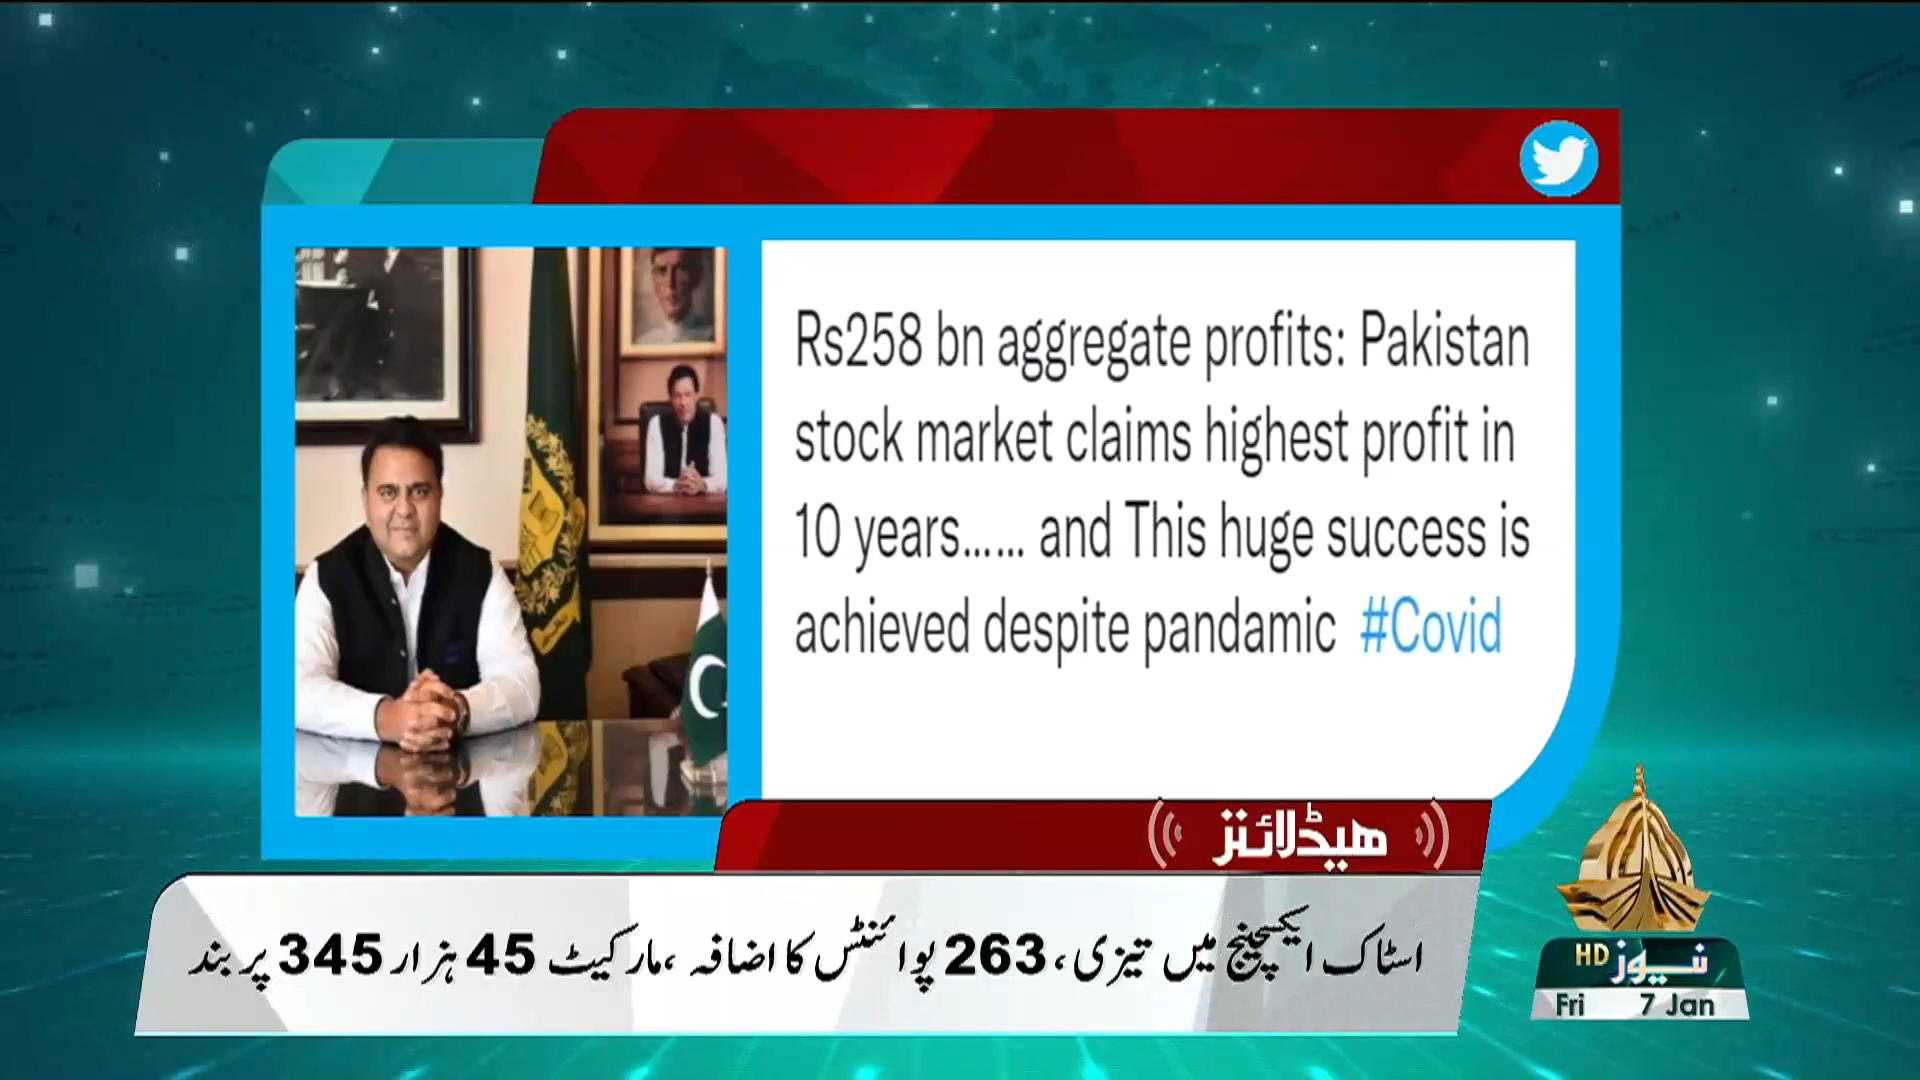 Rs258 bn aggregate profits: Pakistan
stock market claims highest profit in
10 years...... and This huge success is
achieved despite pandamic #Covid
ہیڈلائنز
اسٹاک ایکسچینج میں تیزی، 263 پوائنٹس کا اضافہ ،مارکیٹ 45 ہزار 345 پر بند
نیوز HD
Fri 7 Jan